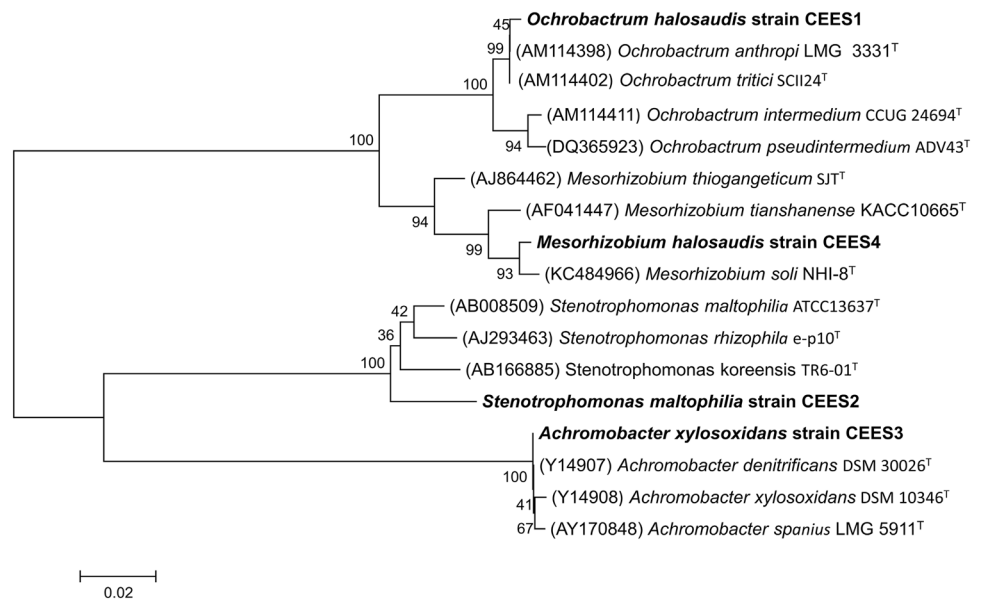 45 Ochrobactrum halosaudis strain CEES1
99 (AM114398) Ochrobactrum anthropi LMG 3331ᵀ
(AM114402) Ochrobactrum tritici SCII24ᵀ
100
(AM114411) Ochrobactrum intermedium CCUG 24694ᵀ
100
94 (DQ365923) Ochrobactrum pseudintermedium ADV43ᵀ
(AJ864462) Mesorhizobium thiogangeticum SJTᵀ
94
(AF041447) Mesorhizobium tianshanense KACC10665ᵀ
99
Mesorhizobium halosaudis strain CEES4
93 (KC484966) Mesorhizobium soli NHI-8ᵀ
42 (AB008509) Stenotrophomonas maltophilia ATCC13637ᵀ
36 (AJ293463) Stenotrophomonas rhizophila e-p10ᵀ
100 (AB166885) Stenotrophomonas koreensis TR6-01ᵀ
Stenotrophomonas maltophilia strain CEES2
Achromobacter xylosoxidans strain CEES3
(Y14907) Achromobacter denitrificans DSM 30026ᵀ
100
41 (Y14908) Achromobacter xylosoxidans DSM 10346ᵀ
67 (AY170848) Achromobacter spanius LMG 5911ᵀ
0.02